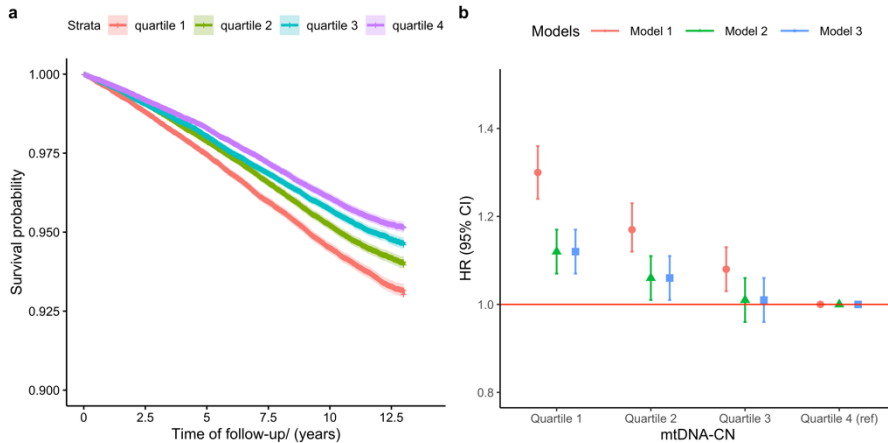 a
Strata quartile 1 quartile 2 quartile 3 quartile 4
Survival probability
1.000
0.975
0.950
0.925
0.900
0 2.5 5 7.5 10 12.5
Time of follow-up/ (years)
b
Models Model 1 Model 2 Model 3
HR (95% CI)
1.4
1.2
1.0
0.8
Quartile 1 Quartile 2 Quartile 3 Quartile 4 (ref)
mtDNA-CN